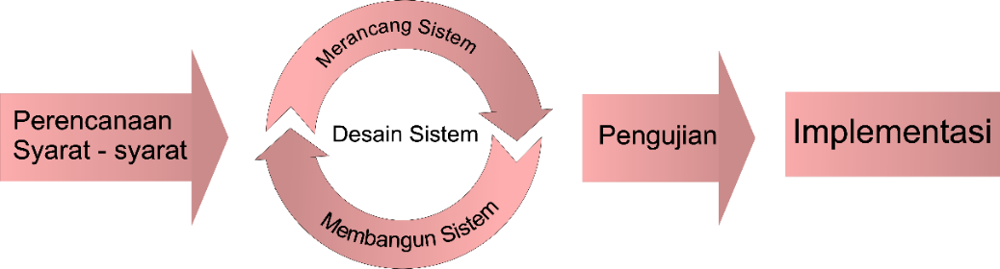 Perencanaan
Syarat - syarat
Merancang Sistem
Desain Sistem
Membangun Sistem
Pengujian
Implementasi